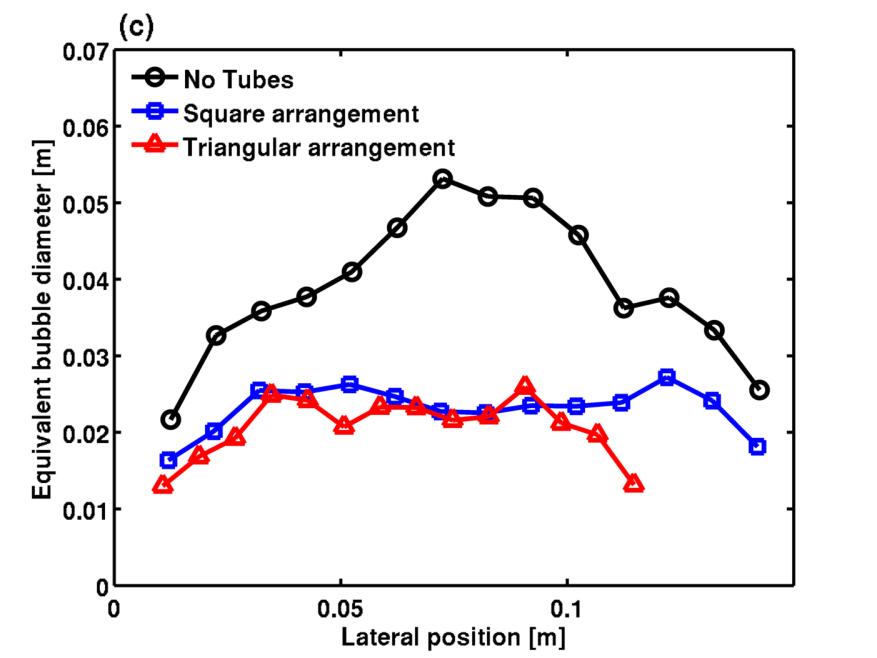 (c)
0.07
0.06
0.05
0.04
0.03
0.02
0.01
0
No Tubes
Square arrangement
Triangular arrangement
Equivalent bubble diameter [m]
0
0.05
0.1
Lateral position [m]